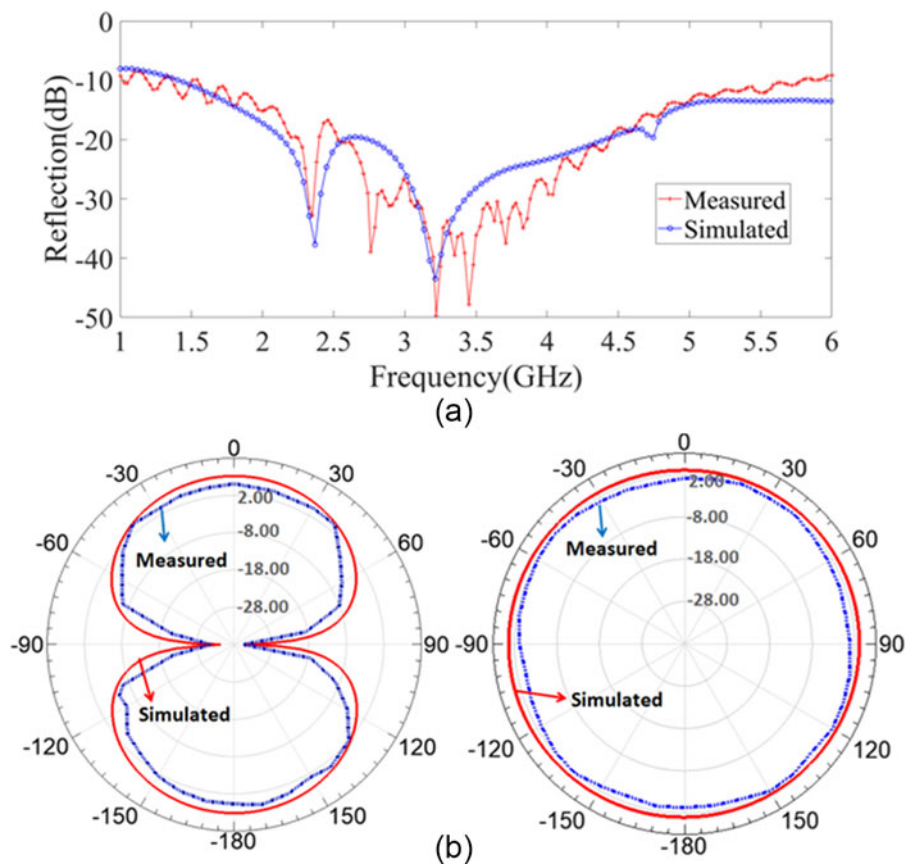 0
-10
-20
-30
-40
-50
Reflection(dB)
Measured
Simulated
1 1.5 2 2.5 3 3.5 4 4.5 5 5.5 6
Frequency(GHz)
(a)
0
-30 30
2.00
-60 -8.00 60
Measured
-18.00
-28.00
-90 90
Simulated
-120 120
-150 150
-180
0
-30 30
2.00
-60 -8.00 60
Measured
-18.00
-28.00
-90 90
Simulated
-120 120
-150 150
-180
(b)